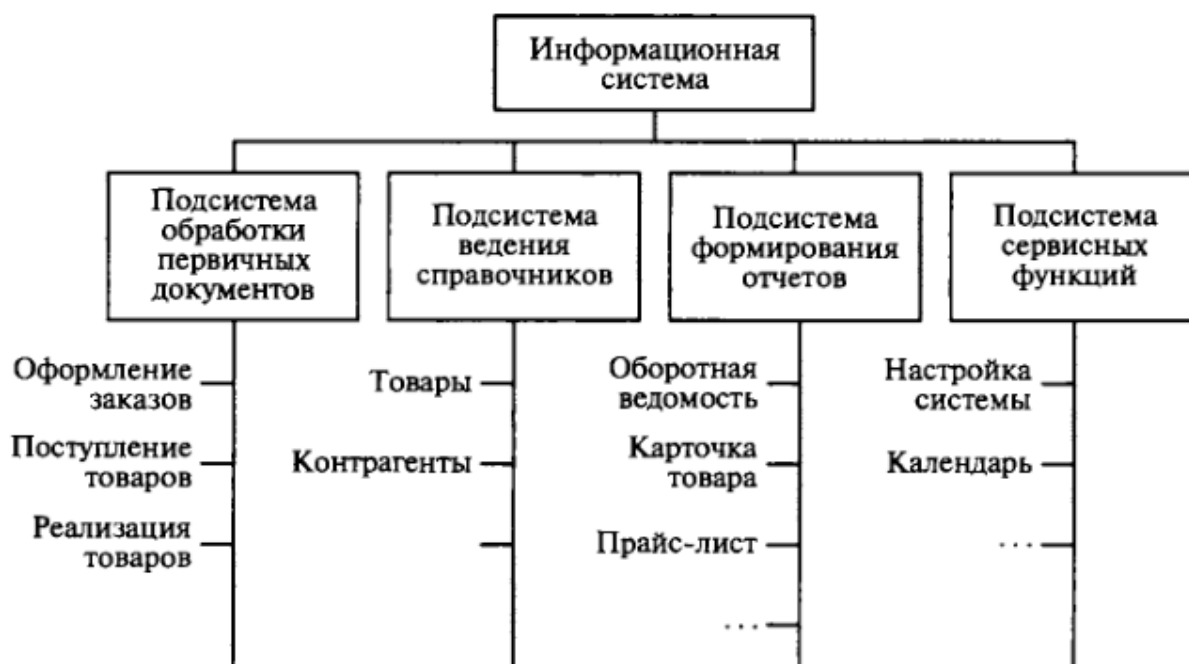 Информационная
система
Подсистема
обработки
первичных
документов
Подсистема
ведения
справочников
Подсистема
формирования
отчетов
Подсистема
сервисных
функций
Оформление
заказов
Поступление
товаров
Реализация
товаров
Товары
Контрагенты
Оборотная
ведомость
Карточка
товара
Прайс-лист
...
Настройка
системы
Календарь
...